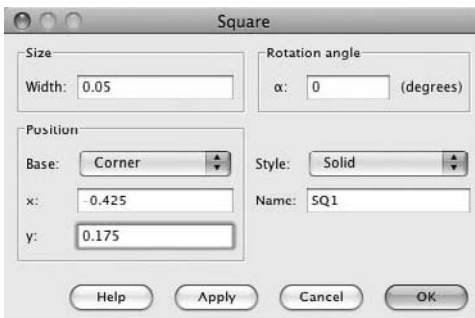 Square
Size
Width: 0.05
Rotation angle
α: 0 (degrees)
Position
Base: Corner
x: -0.425
y: 0.175
Style: Solid
Name: SQ1
Help Apply Cancel OK